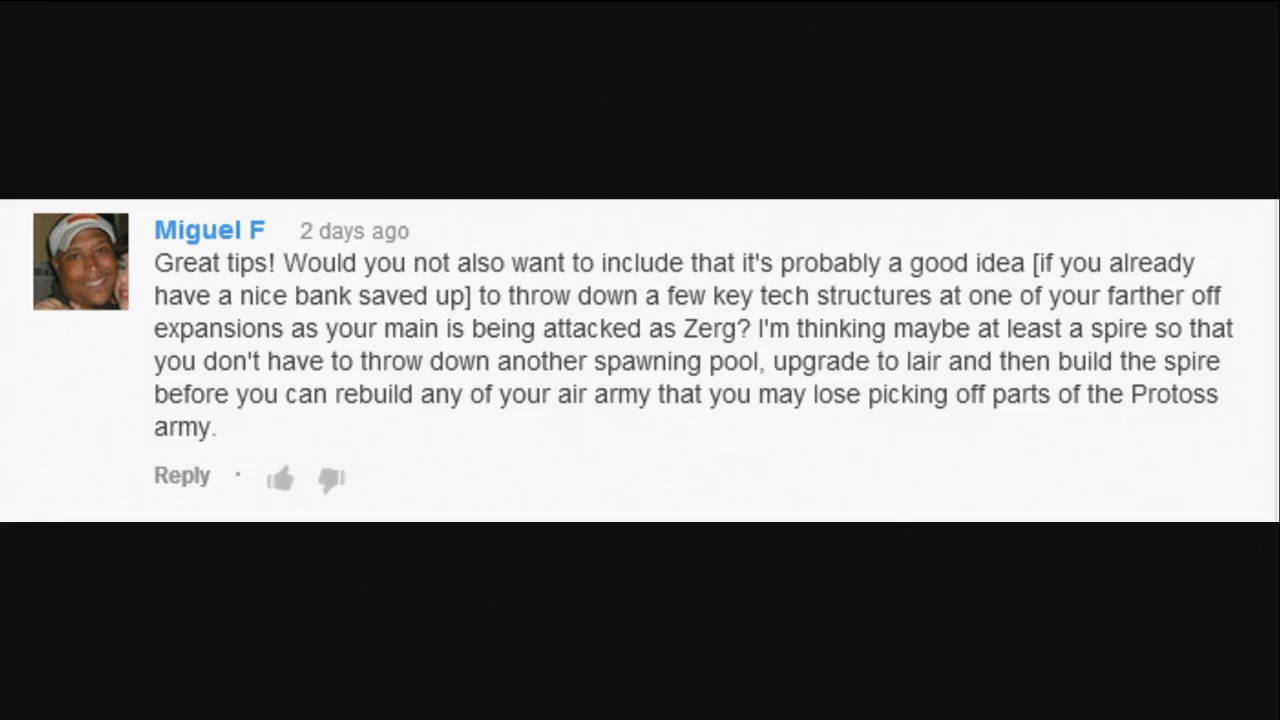 Miguel F 2 days ago
Great tips! Would you not also want to include that it's probably a good idea [if you already
have a nice bank saved up] to throw down a few key tech structures at one of your farther off
expansions as your main is being attacked as Zerg? I'm thinking maybe at least a spire so that
you don't have to throw down another spawning pool, upgrade to lair and then build the spire
before you can rebuild any of your air army that you may lose picking off parts of the Protoss
army.
Reply ·